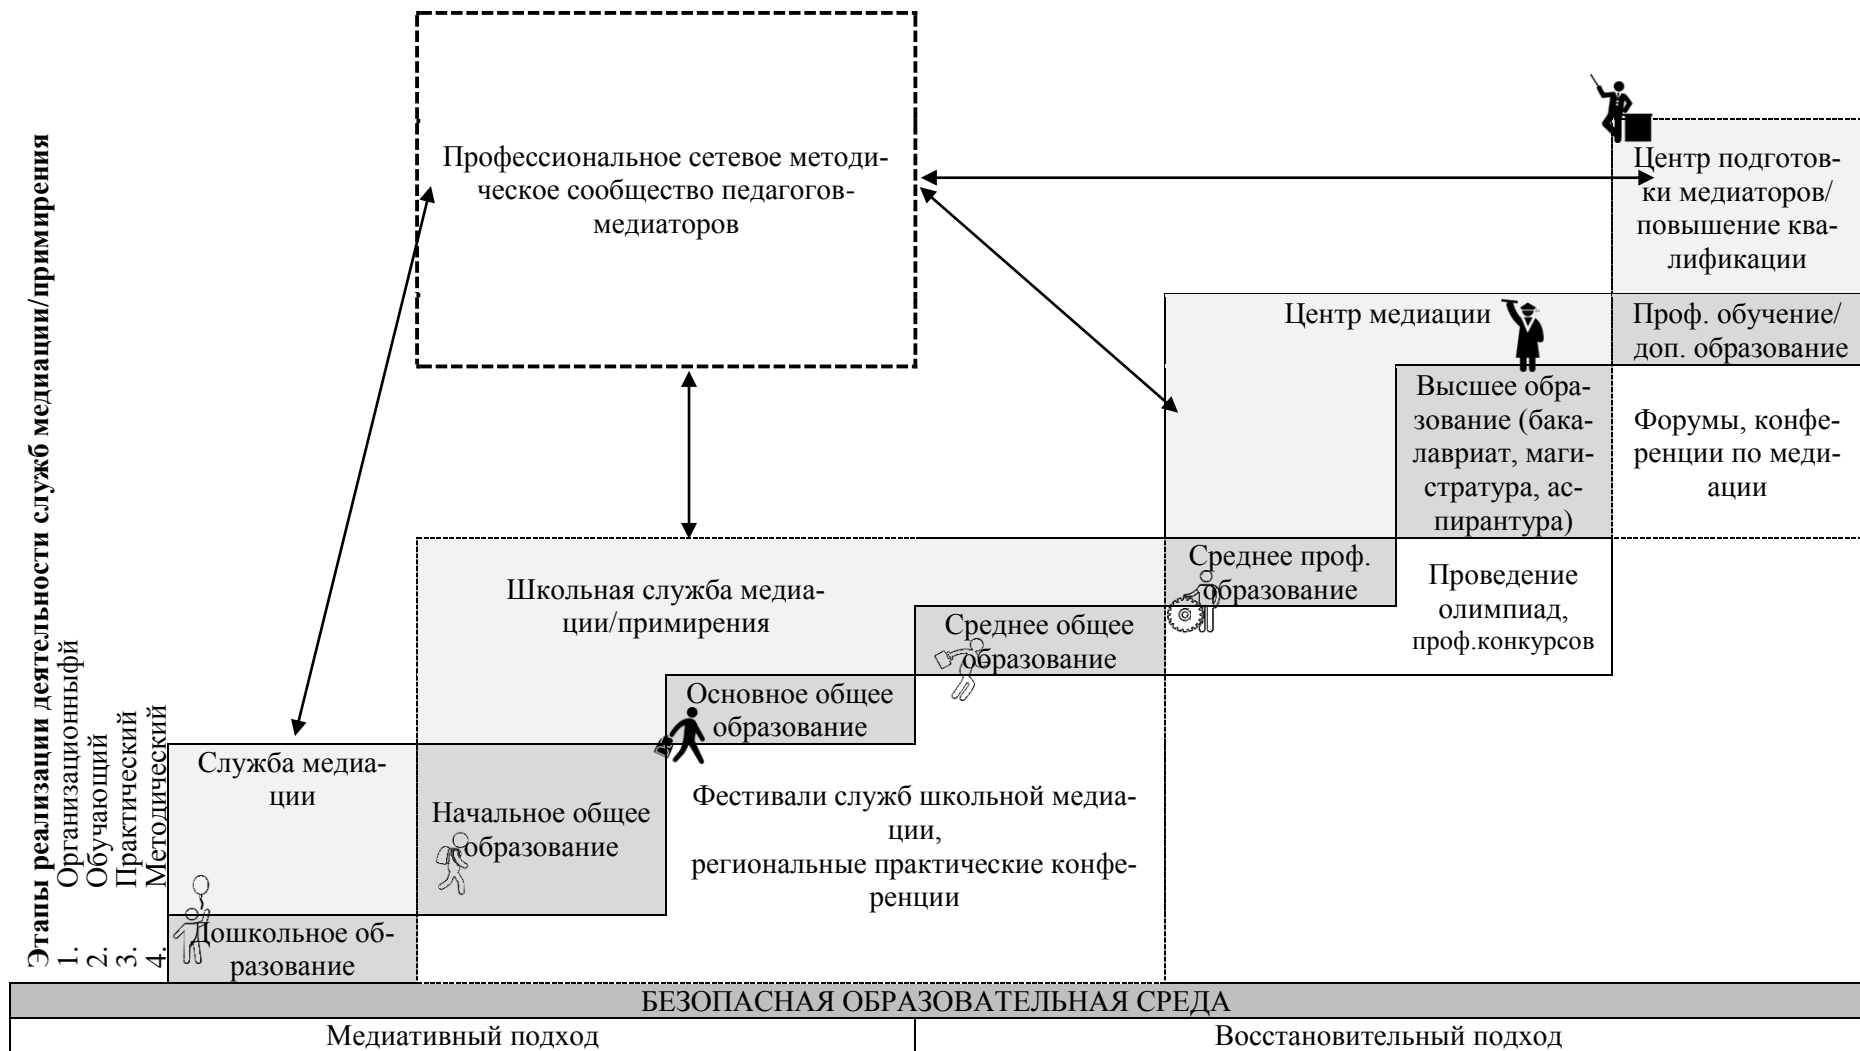 Этапы реализации деятельности служб медиации/примирения
1. Организационныфй
2. Обучающий
3. Практический
4. Методический
Профессиональное сетевое методи-
ческое сообщество педагогов-
медиаторов
Центр подготов-
ки медиаторов/
повышение ква-
лификации
Центр медиации
Проф. обучение/
доп. образование
Высшее обра-
зование (бака-
лавриат, маги-
стратура, ас-
пирантура)
Форумы, конфе-
ренции по меди-
ации
Школьная служба медиа-
ции/примирения
Среднее проф.
образование
Проведение
олимпиад,
проф.конкурсов
Среднее общее
образование
Основное общее
образование
Служба медиа-
ции
Начальное общее
образование
Фестивали служб школьной медиа-
ции,
региональные практические конфе-
ренции
Дошкольное об-
разование
БЕЗОПАСНАЯ ОБРАЗОВАТЕЛЬНАЯ СРЕДА
Медиативный подход
Восстановительный подход